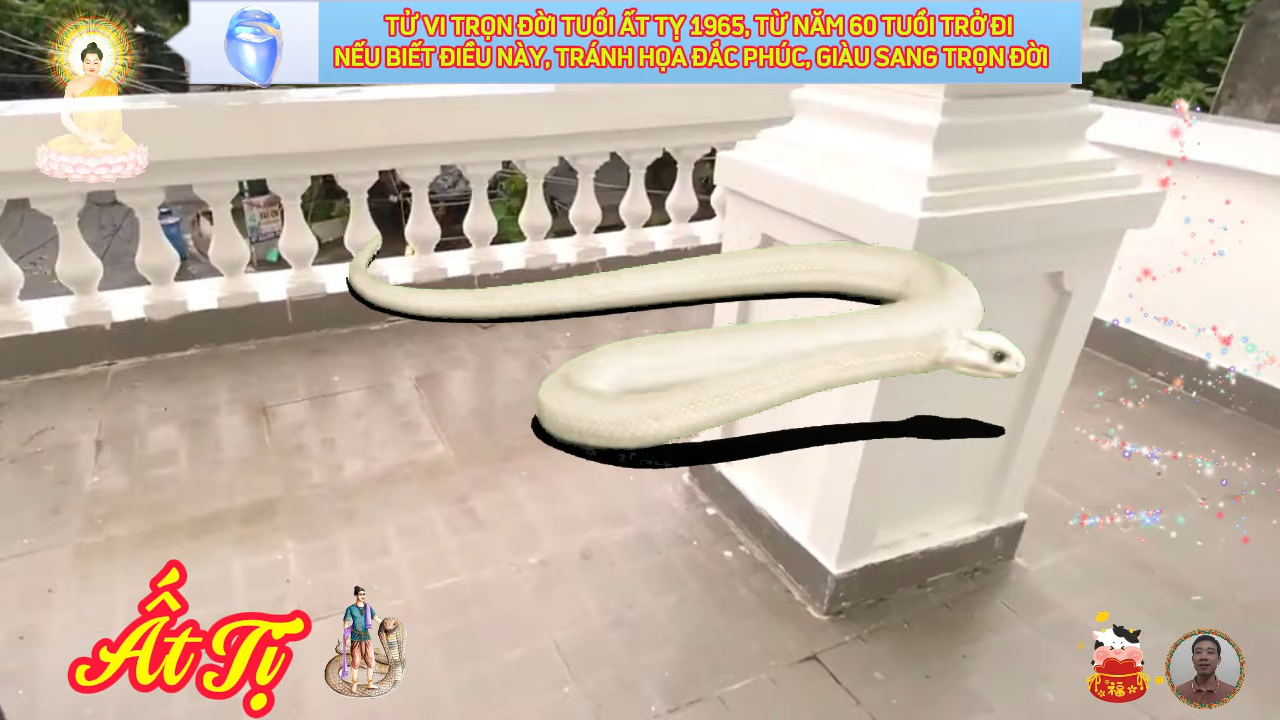 TỬ VI TRỌN ĐỜI TUỔI ẤT TỴ 1965, TỪ NĂM 60 TUỔI TRỞ ĐI
NẾU BIẾT ĐIỀU NÀY, TRÁNH HỌA ĐẮC PHÚC, GIÀU SANG TRỌN ĐỜI
Ất Tị
福